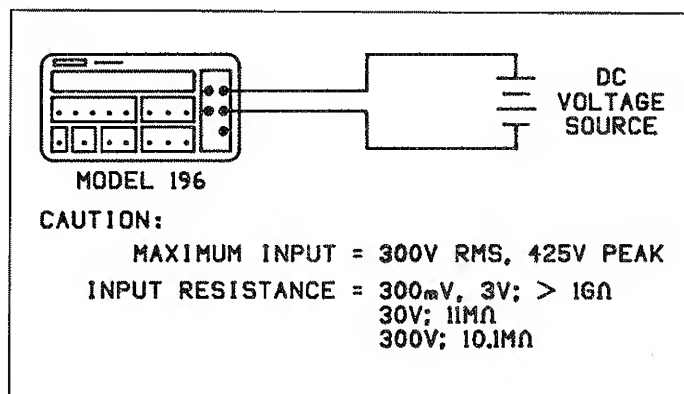 DC
VOLTAGE
SOURCE
MODEL 196
CAUTION:
MAXIMUM INPUT = 300V RMS, 425V PEAK
INPUT RESISTANCE = 300mV, 3V; > 1GΩ
30V; 11MΩ
300V; 10.1MΩ